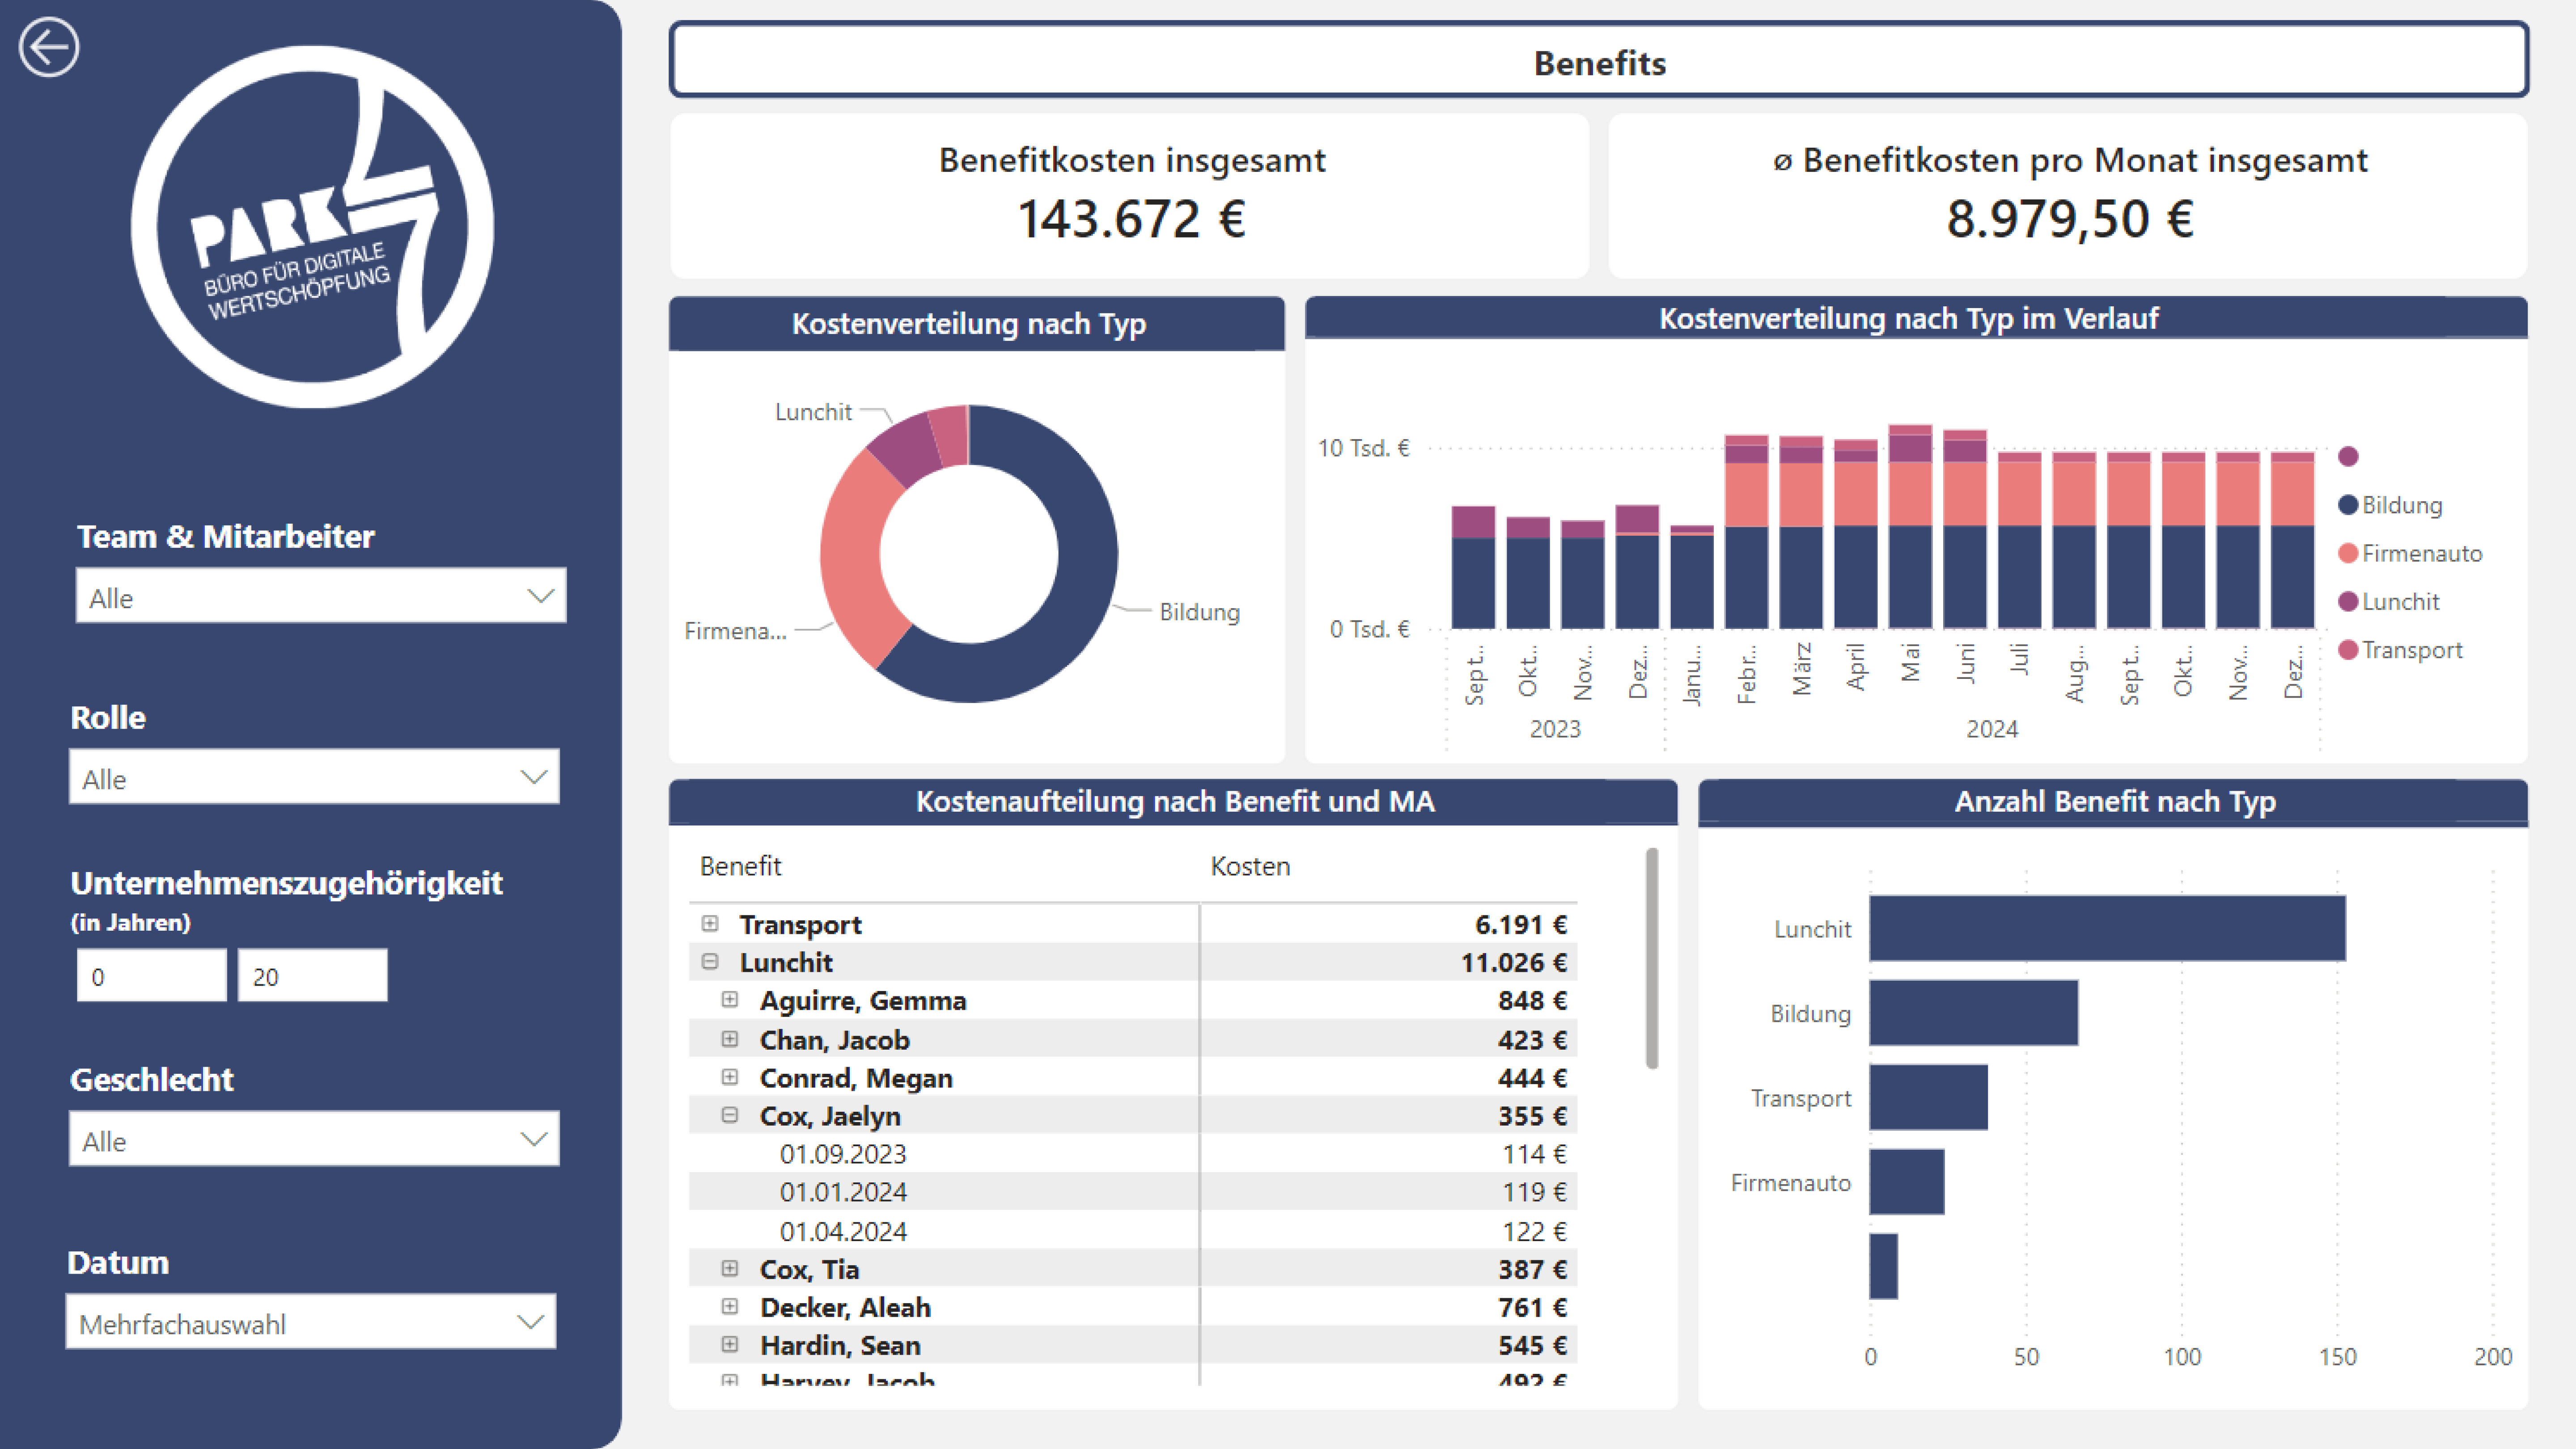 PARK
BÜRO FÜR DIGITALE
WERTSCHÖPFUNG
Team & Mitarbeiter
Alle
Rolle
Alle
Unternehmenszugehörigkeit
(in Jahren)
0 20
Geschlecht
Alle
Datum
Mehrfachauswahl
Benefits
Benefitkosten insgesamt
143.672 €
ø Benefitkosten pro Monat insgesamt
8.979,50 €
Kostenverteilung nach Typ
Lunchit
Firmena...
Bildung
Kostenverteilung nach Typ im Verlauf
10 Tsd. €
0 Tsd. €
Sept... Okt... Nov... Dez... Janu... Febr... März April Mai Juni Juli Aug... Sept... Okt... Nov... Dez...
2023 2024
Bildung
Firmenauto
Lunchit
Transport
Kostenaufteilung nach Benefit und MA
Benefit Kosten
Transport 6.191 €
Lunchit 11.026 €
Aguirre, Gemma 848 €
Chan, Jacob 423 €
Conrad, Megan 444 €
Cox, Jaelyn 355 €
01.09.2023 114 €
01.01.2024 119 €
01.04.2024 122 €
Cox, Tia 387 €
Decker, Aleah 761 €
Hardin, Sean 545 €
Harvey, Jacob 492 €
Anzahl Benefit nach Typ
Lunchit
Bildung
Transport
Firmenauto
0 50 100 150 200